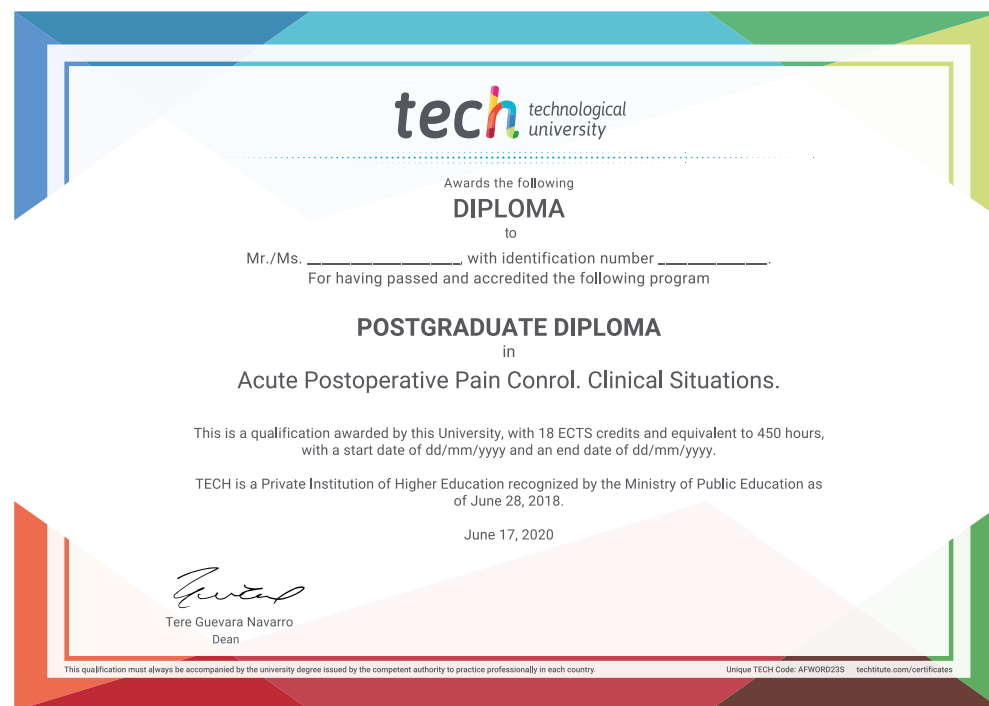 tech technological
university
Awards the following
DIPLOMA
to
Mr./Ms. ____________________, with identification number ______________.
For having passed and accredited the following program
POSTGRADUATE DIPLOMA
in
Acute Postoperative Pain Conrol. Clinical Situations.
This is a qualification awarded by this University, with 18 ECTS credits and equivalent to 450 hours,
with a start date of dd/mm/yyyy and an end date of dd/mm/yyyy.
TECH is a Private Institution of Higher Education recognized by the Ministry of Public Education as
of June 28, 2018.
June 17, 2020
Tere Guevara Navarro
Dean
This qualification must always be accompanied by the university degree issued by the competent authority to practice professionally in each country.
Unique TECH Code: AFWORD23S techtitute.com/certificates